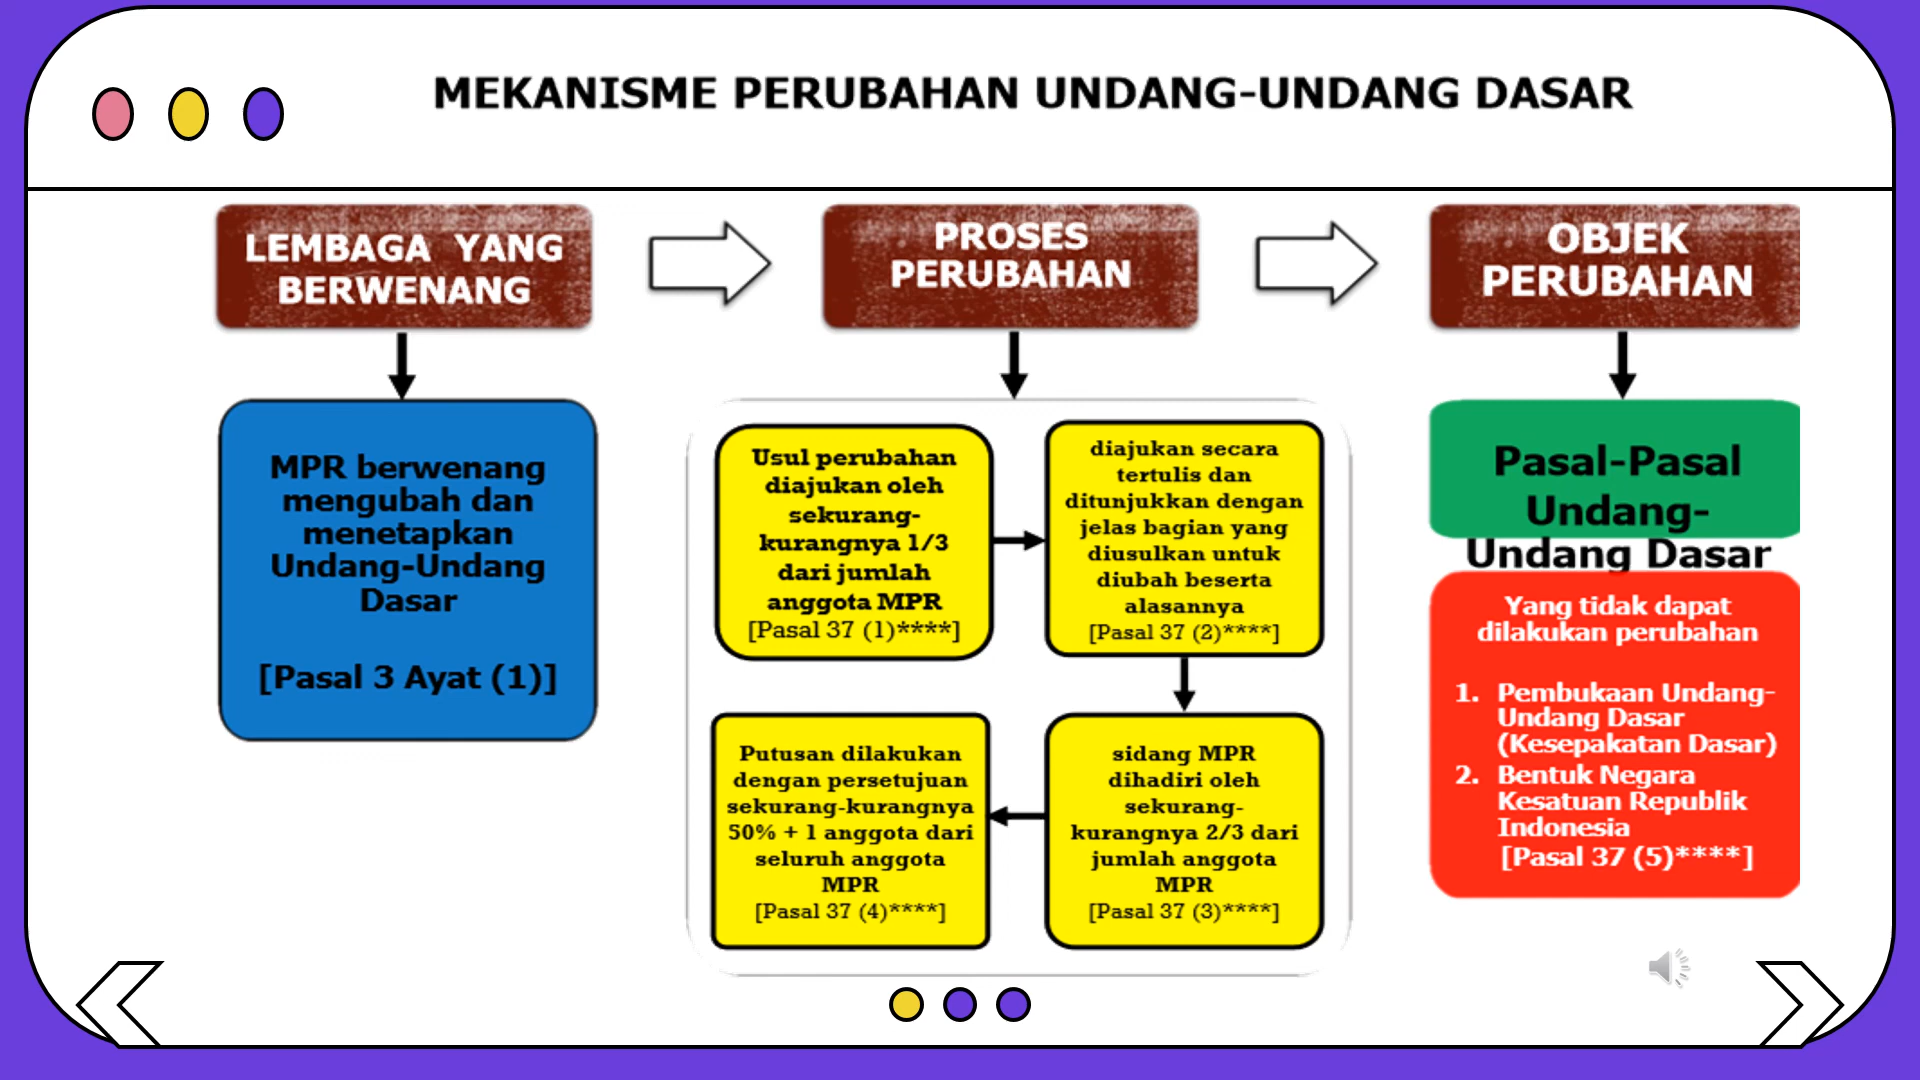 MEKANISME PERUBAHAN UNDANG-UNDANG DASAR
LEMBAGA YANG
BERWENANG
MPR berwenang
mengubah dan
menetapkan
Undang-Undang
Dasar
[Pasal 3 Ayat (1)]
PROSES
PERUBAHAN
Usul perubahan
diajukan oleh
sekurang-
kurangnya 1/3
dari jumlah
anggota MPR
[Pasal 37 (1)****]
diajukan secara
tertulis dan
ditunjukkan dengan
jelas bagian yang
diusulkan untuk
diubah beserta
alasannya
[Pasal 37 (2)****]
sidang MPR
dihadiri oleh
sekurang-
kurangnya 2/3 dari
jumlah anggota
MPR
[Pasal 37 (3)****]
Putusan dilakukan
dengan persetujuan
sekurang-kurangnya
50% + 1 anggota dari
seluruh anggota
MPR
[Pasal 37 (4)****]
OBJEK
PERUBAHAN
Pasal-Pasal
Undang-
Undang Dasar
Yang tidak dapat
dilakukan perubahan
1. Pembukaan Undang-
Undang Dasar
(Kesepakatan Dasar)
2. Bentuk Negara
Kesatuan Republik
Indonesia
[Pasal 37 (5)****]